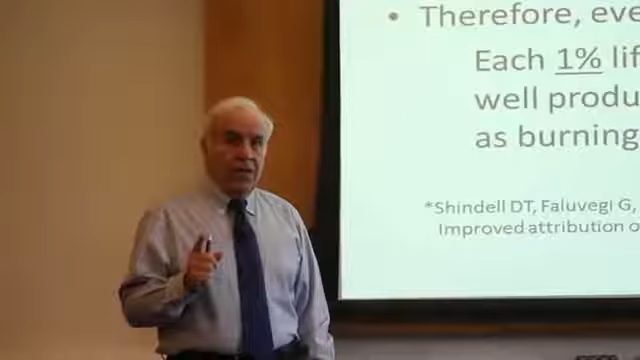 • Therefore, eve
Each 1% lif
well produ
as burning
*Shindell DT, Faluvegi G,
Improved attribution o